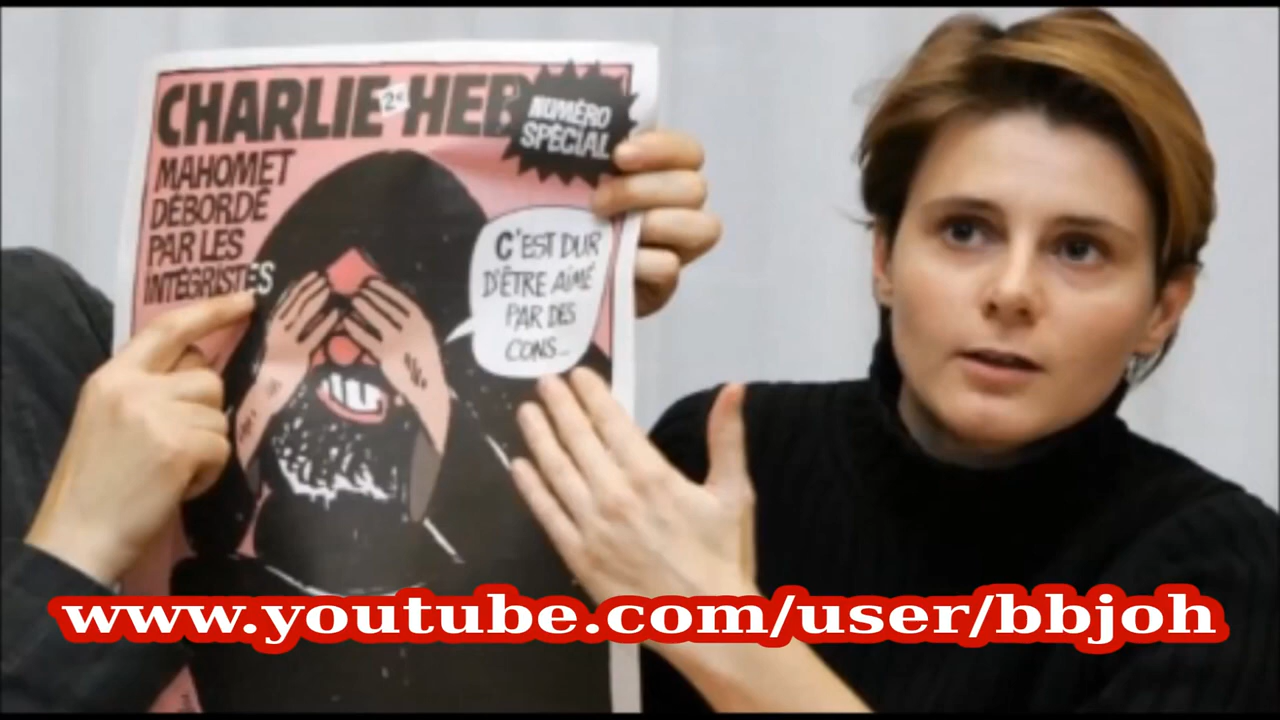 CHARLIE HEB
2€
NUMÉRO
SPÉCIAL
MAHOMET
DÉBORDÉ
PAR LES
INTÉGRISTES
C'EST DUR
D'ÊTRE AIMÉ
PAR DES
CONS...
www.youtube.com/user/bbjoh